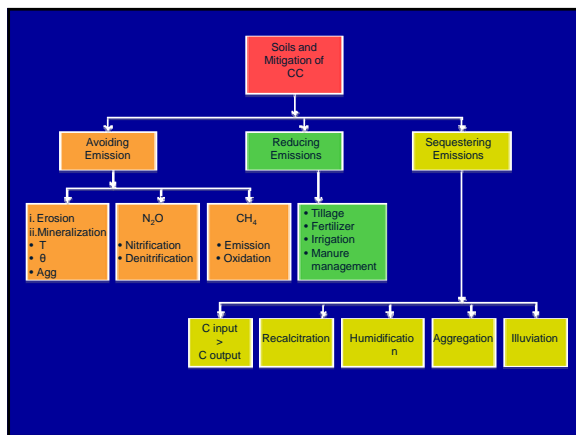 Soils and
Mitigation of
CC
Avoiding
Emission
Reducing
Emissions
Sequestering
Emissions
i. Erosion
ii.Mineralization
• T
• θ
• Agg
N₂O
• Nitrification
• Denitrification
CH₄
• Emission
• Oxidation
• Tillage
• Fertilizer
• Irrigation
• Manure
management
C input
>
C output
Recalcitration
Humidificatio
n
Aggregation
Illuviation